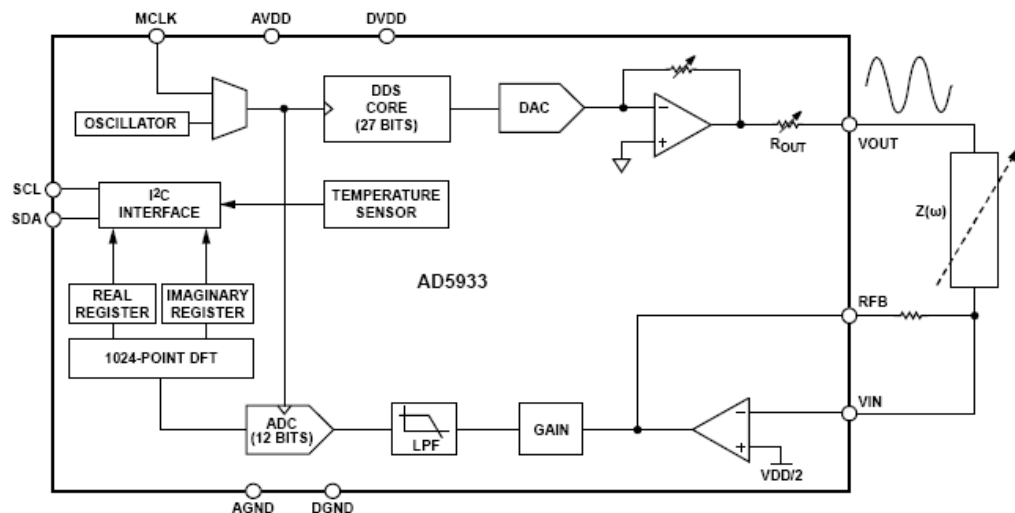 MCLK
AVDD
DVDD
OSCILLATOR
DDS
CORE
(27 BITS)
DAC
−
+
ROUT
VOUT
SCL
SDA
I2C
INTERFACE
TEMPERATURE
SENSOR
Z(ω)
AD5933
REAL
REGISTER
IMAGINARY
REGISTER
RFB
1024-POINT DFT
ADC
(12 BITS)
LPF
GAIN
−
+
VIN
VDD/2
AGND
DGND